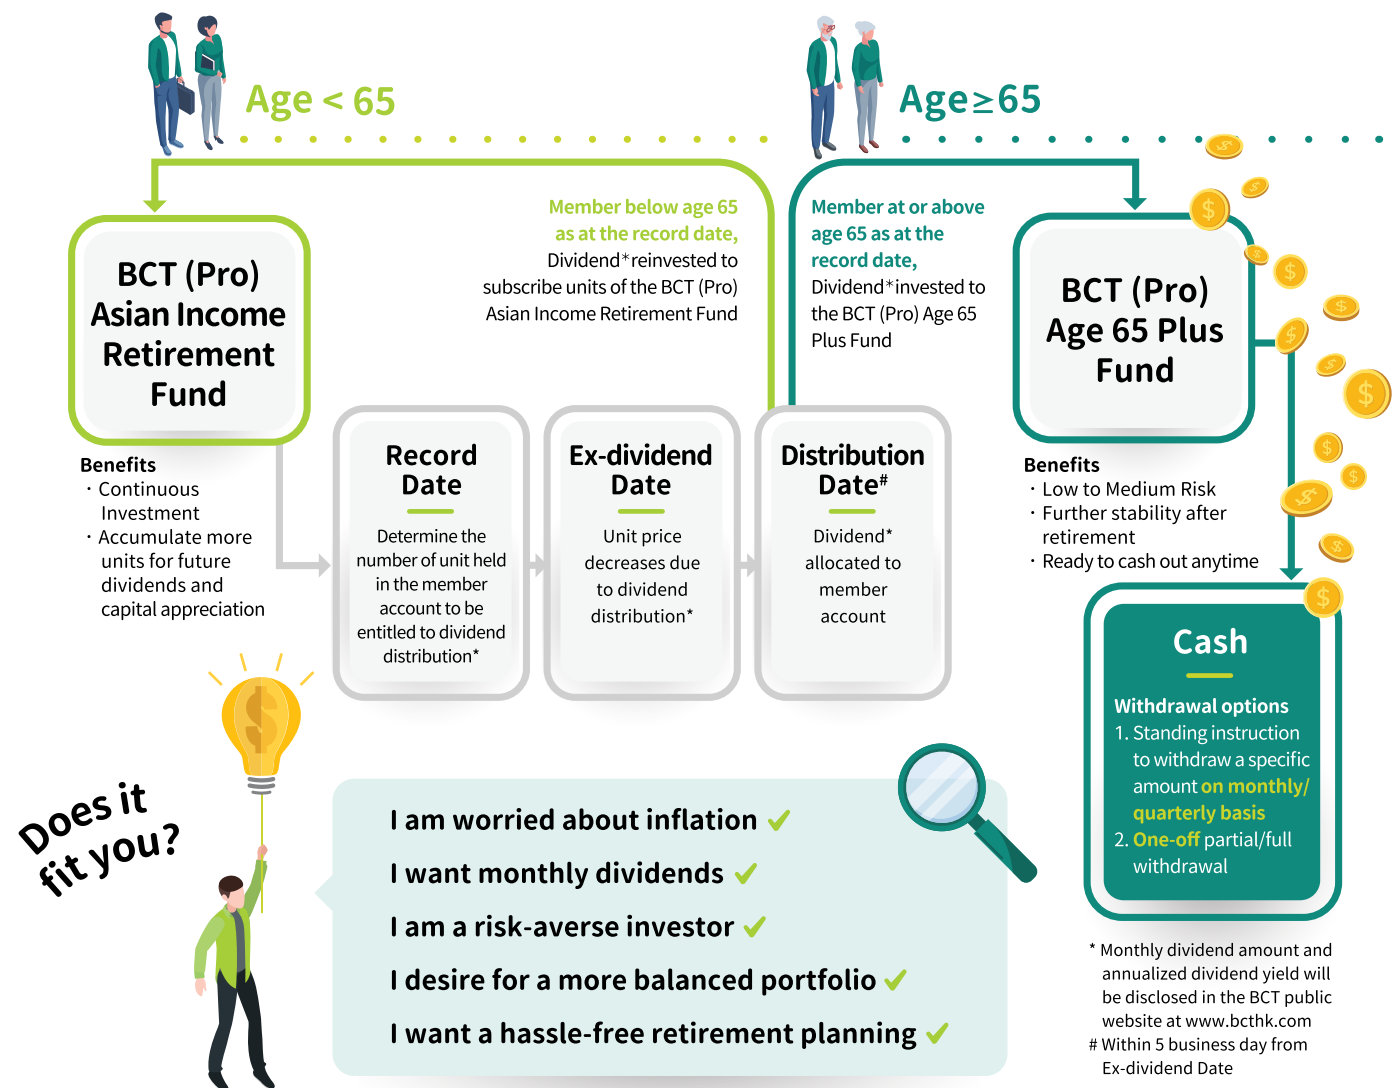 Age < 65
Age≥65
Member below age 65
as at the record date,
Dividend*reinvested to
subscribe units of the BCT (Pro)
Asian Income Retirement Fund
Member at or above
age 65 as at the
record date,
Dividend*invested to
the BCT (Pro) Age 65
Plus Fund
BCT (Pro)
Asian Income
Retirement
Fund
BCT (Pro)
Age 65 Plus
Fund
Benefits
· Continuous
Investment
· Accumulate more
units for future
dividends and
capital appreciation
Record
Date
Determine the
number of unit held
in the member
account to be
entitled to dividend
distribution*
Ex-dividend
Date
Unit price
decreases due
to dividend
distribution*
Distribution
Date#
Dividend*
allocated to
member
account
Benefits
· Low to Medium Risk
· Further stability after
retirement
· Ready to cash out anytime
Cash
Withdrawal options
1. Standing instruction
to withdraw a specific
amount on monthly/
quarterly basis
2. One-off partial/full
withdrawal
Does it
fit you?
I am worried about inflation
I want monthly dividends
I am a risk-averse investor
I desire for a more balanced portfolio
I want a hassle-free retirement planning
* Monthly dividend amount and
annualized dividend yield will
be disclosed in the BCT public
website at www.bcthk.com
# Within 5 business day from
Ex-dividend Date